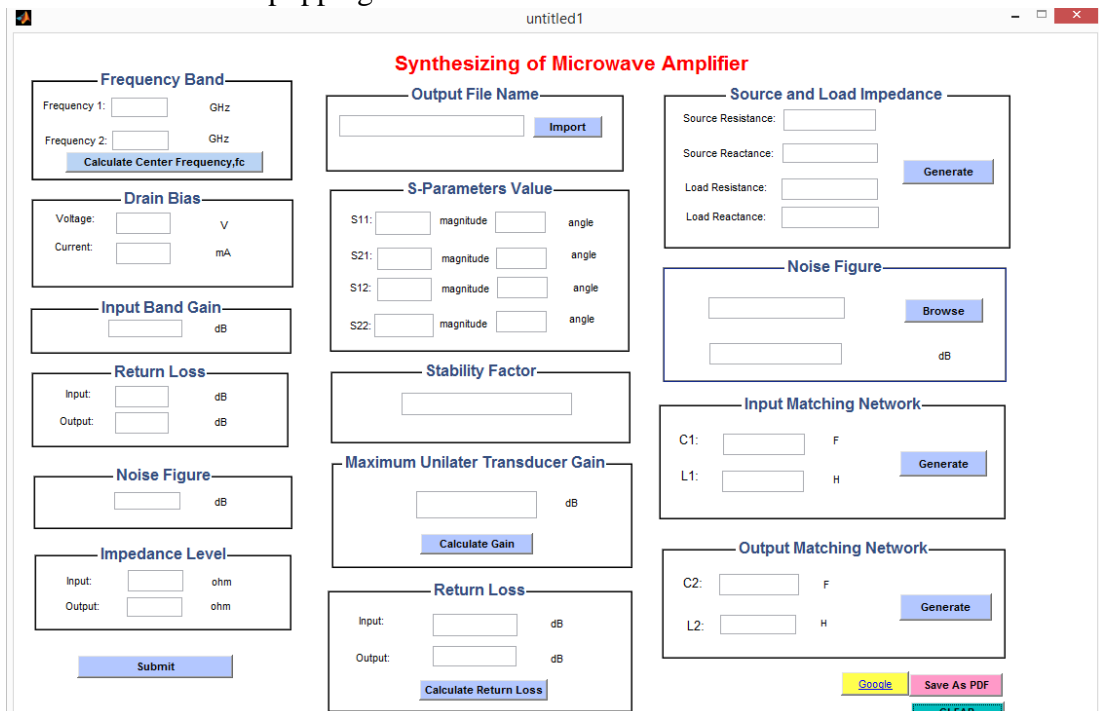 untitled1
Synthesizing of Microwave Amplifier
Frequency Band
Frequency 1: GHz
Frequency 2: GHz
Calculate Center Frequency,fc
Drain Bias
Voltage: V
Current: mA
Input Band Gain
dB
Return Loss
Input: dB
Output: dB
Noise Figure
dB
Impedance Level
Input: ohm
Output: ohm
Submit
Output File Name
Import
S-Parameters Value
S11: magnitude angle
S21: magnitude angle
S12: magnitude angle
S22: magnitude angle
Stability Factor
Maximum Unilater Transducer Gain
dB
Calculate Gain
Return Loss
Input: dB
Output: dB
Calculate Return Loss
Source and Load Impedance
Source Resistance:
Source Reactance:
Generate
Load Resistance:
Load Reactance:
Noise Figure
Browse
dB
Input Matching Network
C1: F
Generate
L1: H
Output Matching Network
C2: F
Generate
L2: H
Google
Save As PDF